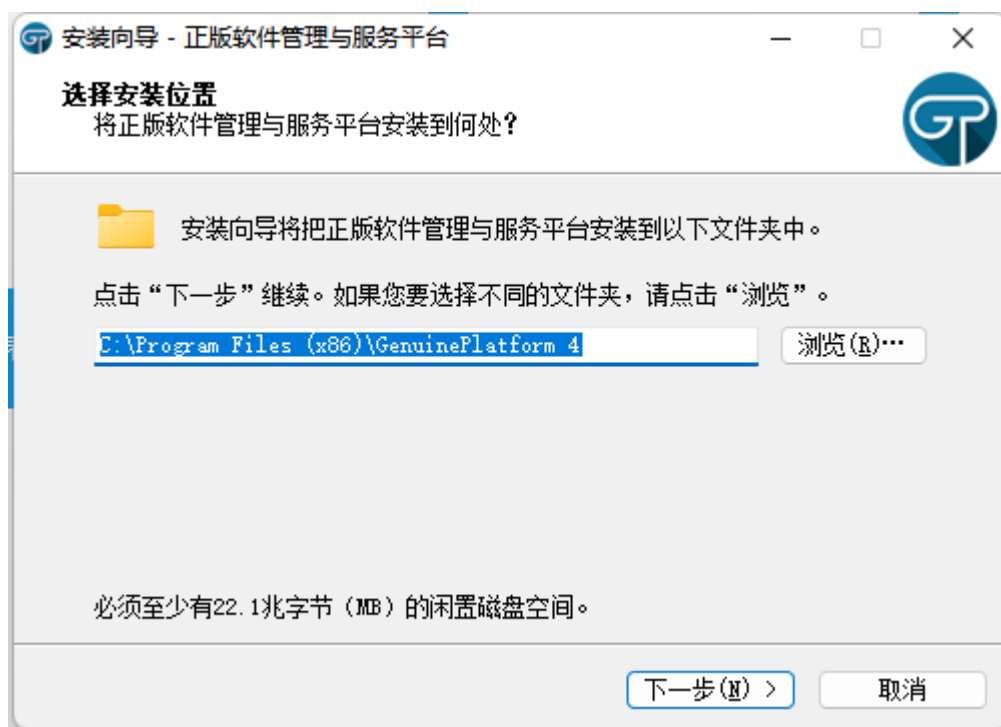 安装向导 - 正版软件管理与服务平台
选择安装位置
将正版软件管理与服务平台安装到何处？
安装向导将把正版软件管理与服务平台安装到以下文件夹中。
点击“下一步”继续。如果您要选择不同的文件夹，请点击“浏览”。
C:\Program Files (x86)\GenuinePlatform 4
浏览(R)...
必须至少有22.1兆字节（MB）的闲置磁盘空间。
下一步(N) >
取消